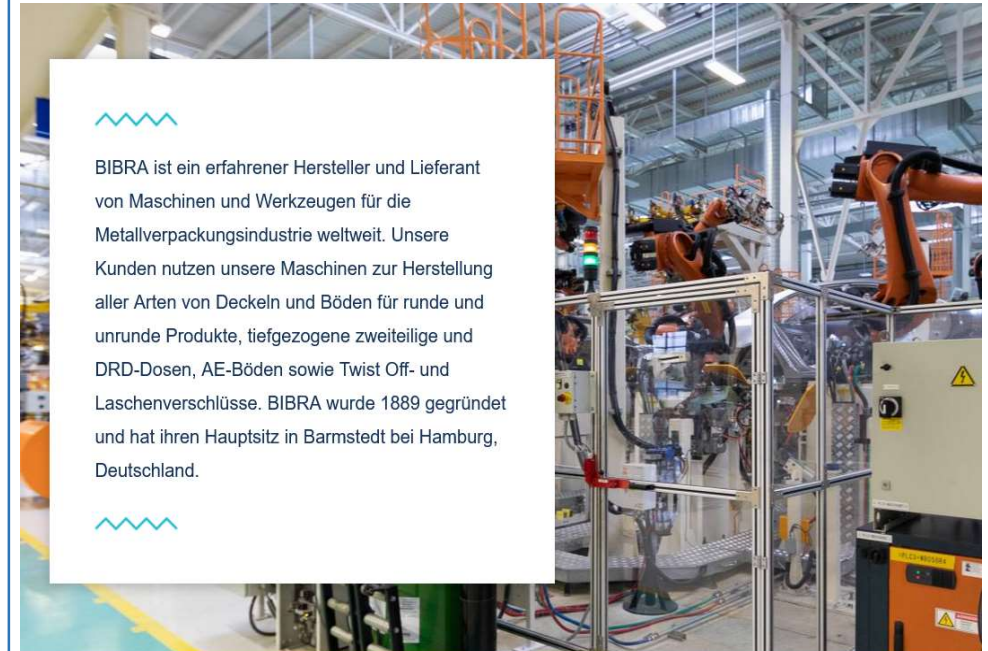 BIBRA ist ein erfahrener Hersteller und Lieferant
von Maschinen und Werkzeugen für die
Metallverpackungsindustrie weltweit. Unsere
Kunden nutzen unsere Maschinen zur Herstellung
aller Arten von Deckeln und Böden für runde und
unrunde Produkte, tiefgezogene zweiteilige und
DRD-Dosen, AE-Böden sowie Twist Off- und
Laschenverschlüsse. BIBRA wurde 1889 gegründet
und hat ihren Hauptsitz in Barmstedt bei Hamburg,
Deutschland.